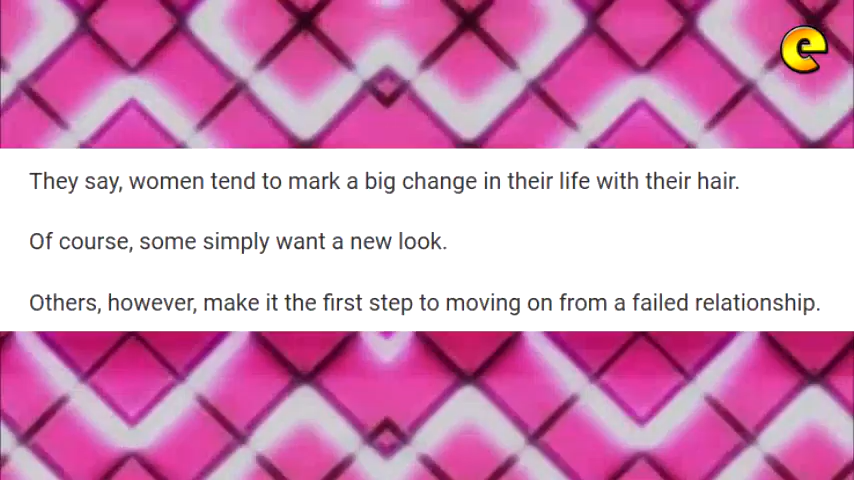 e
They say, women tend to mark a big change in their life with their hair.
Of course, some simply want a new look.
Others, however, make it the first step to moving on from a failed relationship.